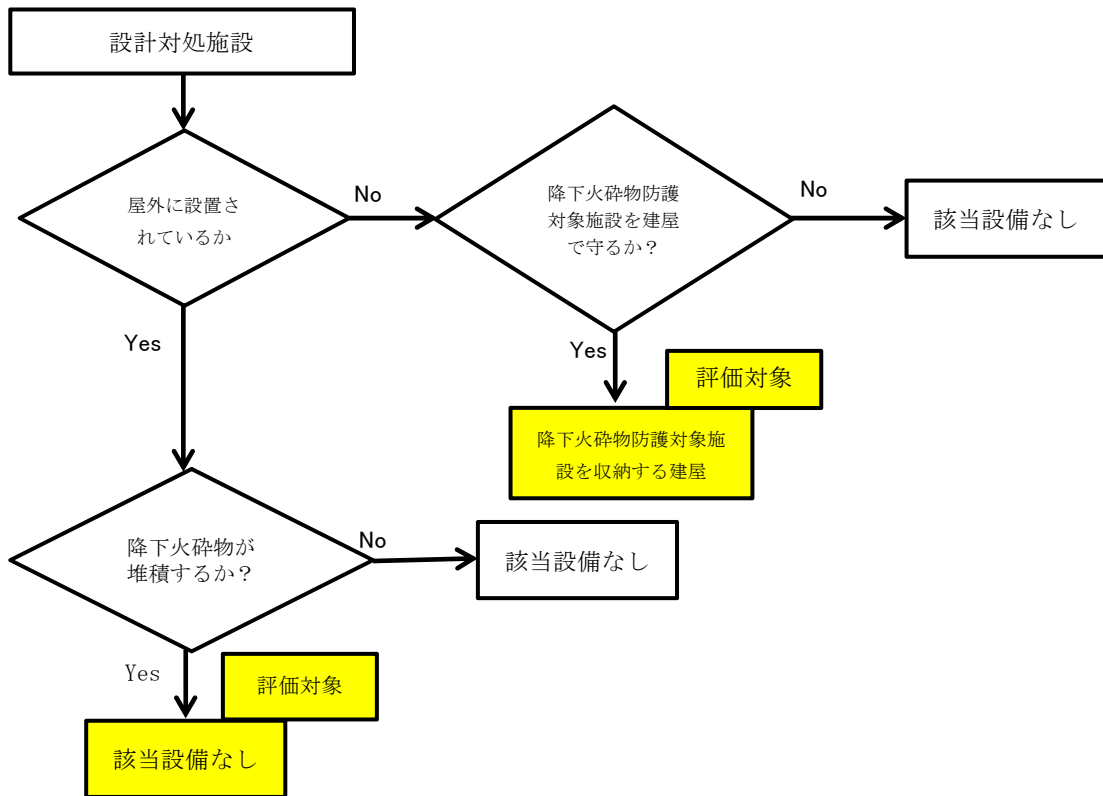 設計対処施設
屋外に設置さ
れているか
No
降下火砕物防護
対象施設を建屋
で守るか？
No
該当設備なし
Yes
Yes
評価対象
降下火砕物防護対象施
設を収納する建屋
降下火砕物が
堆積するか？
No
該当設備なし
Yes
評価対象
該当設備なし